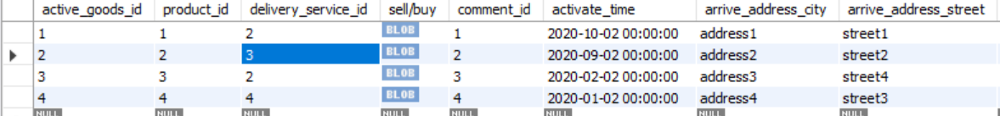 active_goods_id product_id delivery_service_id sell/buy comment_id activate_time arrive_address_city arrive_address_street
1 1 2 BLOB 1 2020-10-02 00:00:00 address1 street1
2 2 3 BLOB 2 2020-09-02 00:00:00 address2 street2
3 3 2 BLOB 3 2020-02-02 00:00:00 address3 street4
4 4 4 BLOB 4 2020-01-02 00:00:00 address4 street3
NULL NULL NULL NULL NULL NULL NULL NULL